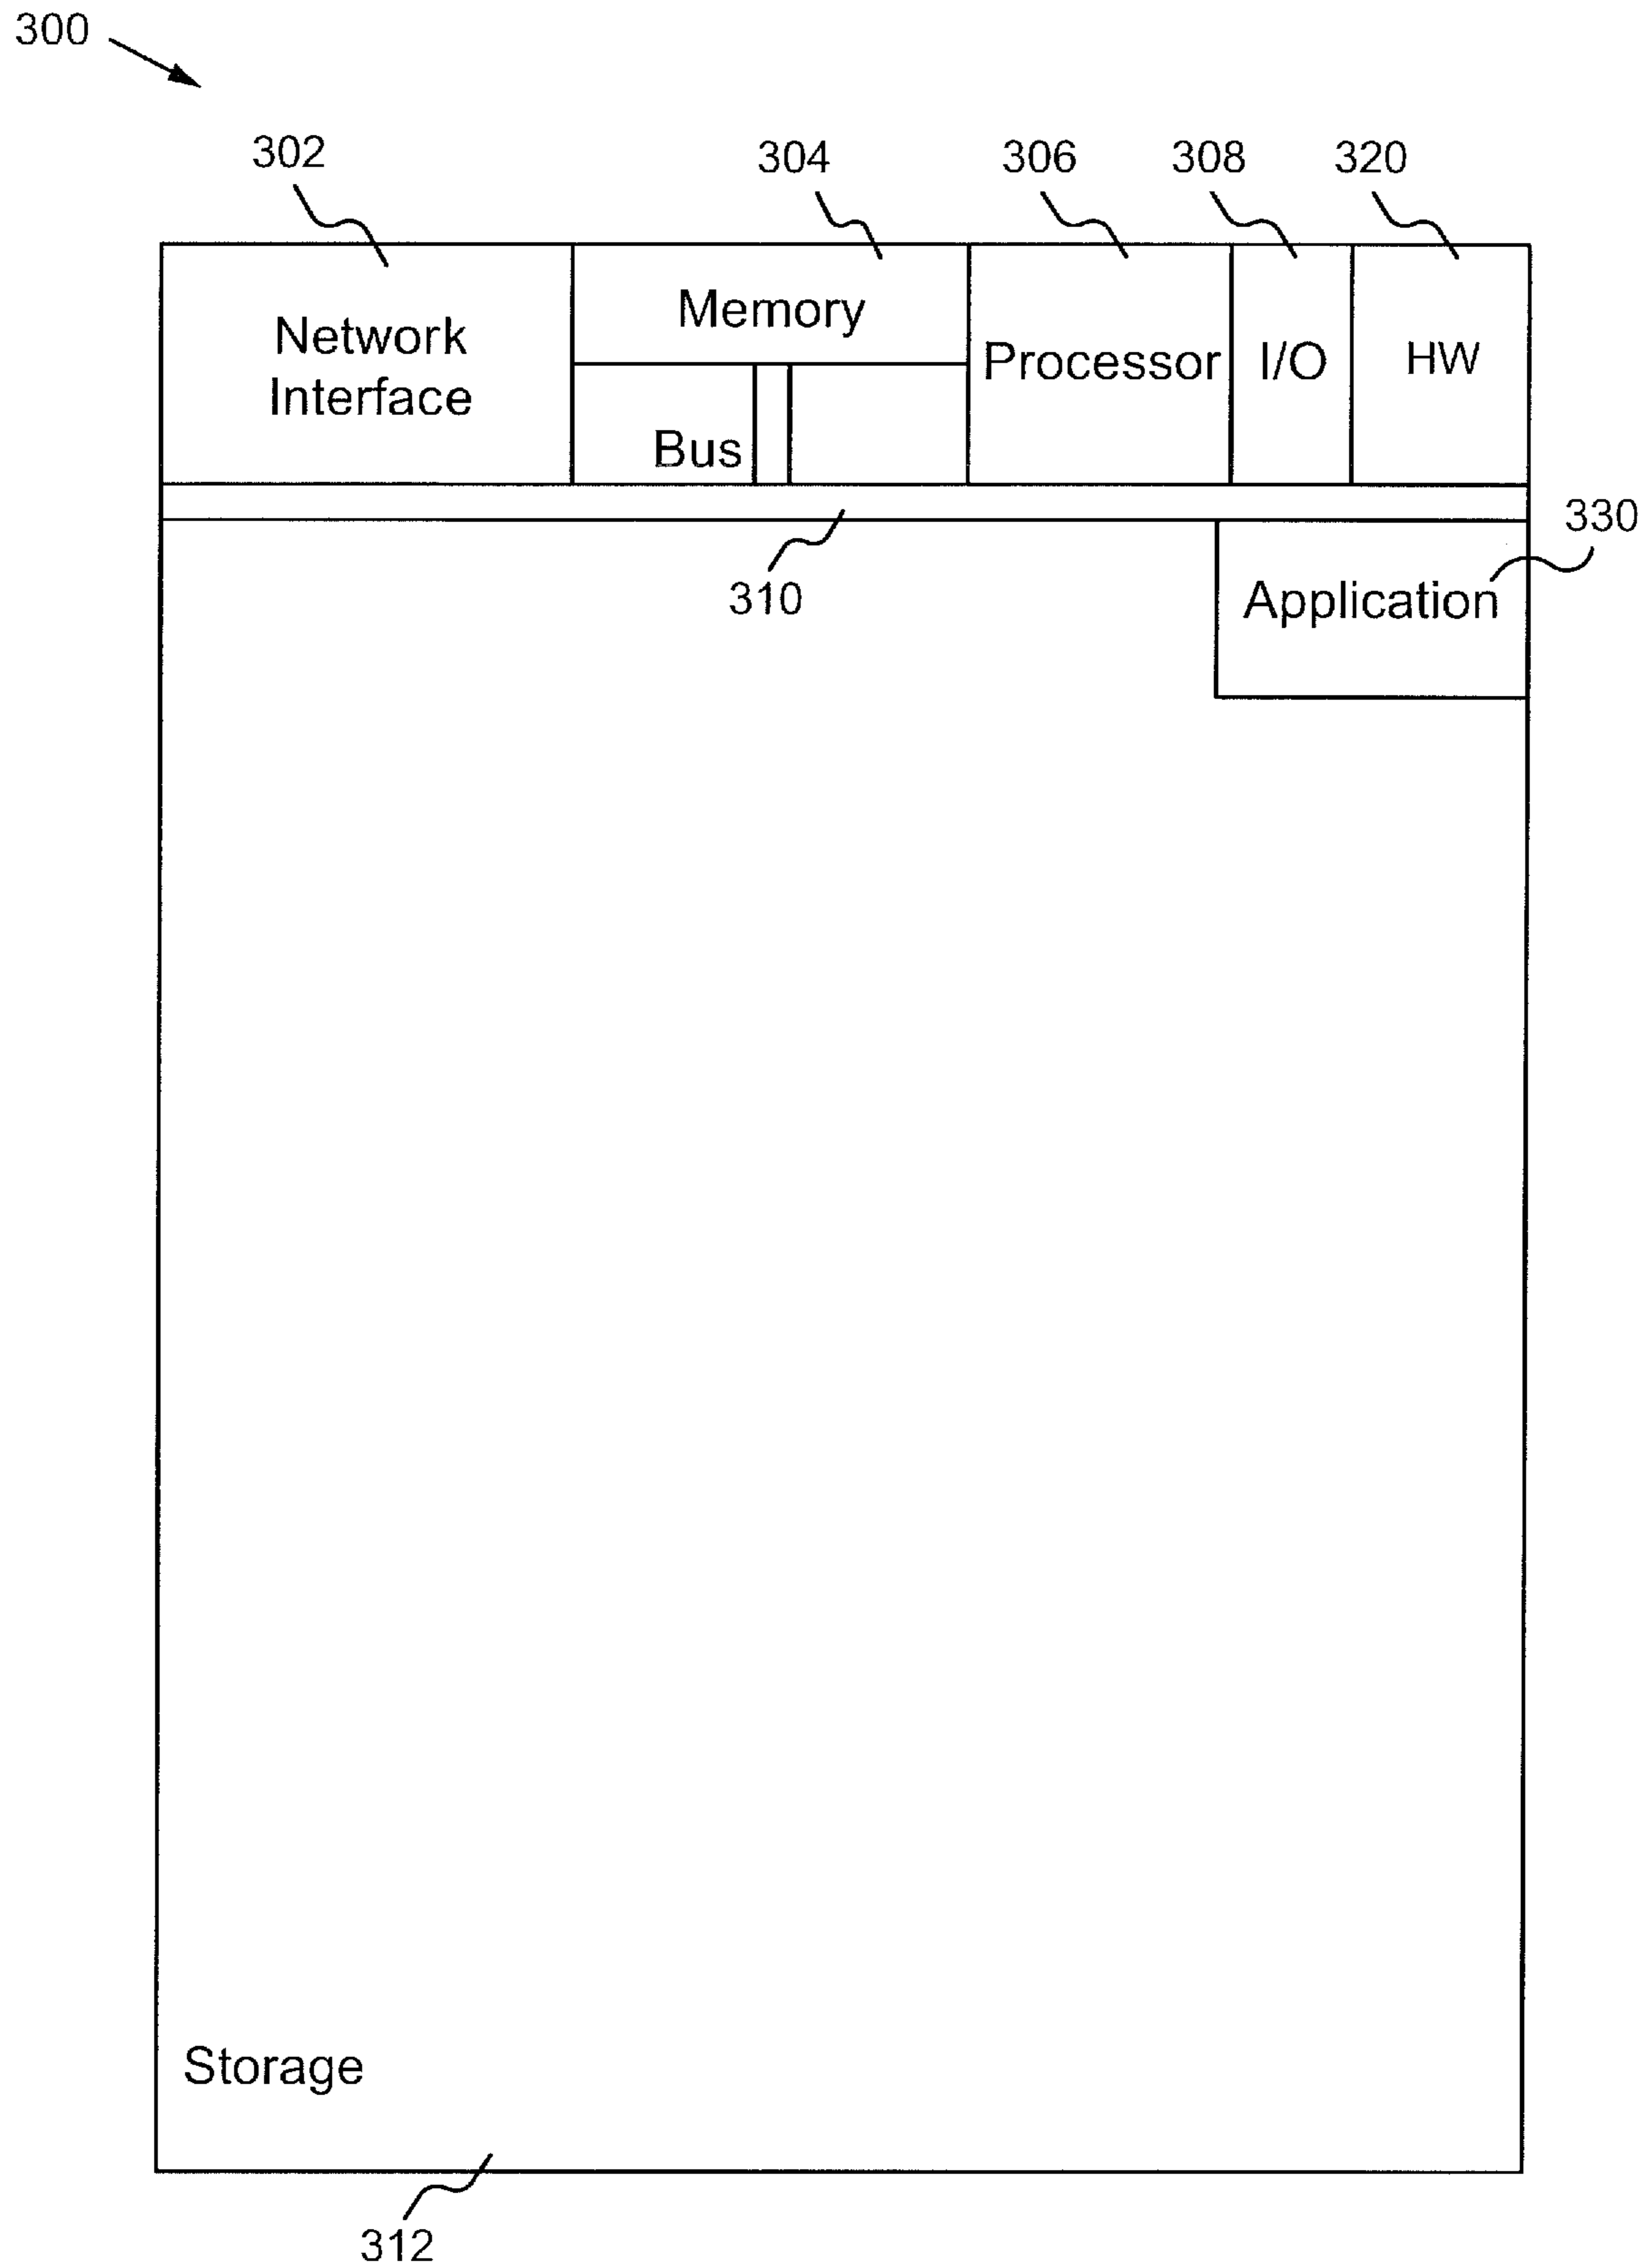 300
302
304
306
308
320
Network
Interface
Memory
Processor
I/O
HW
Bus
330
310
Application
Storage
312